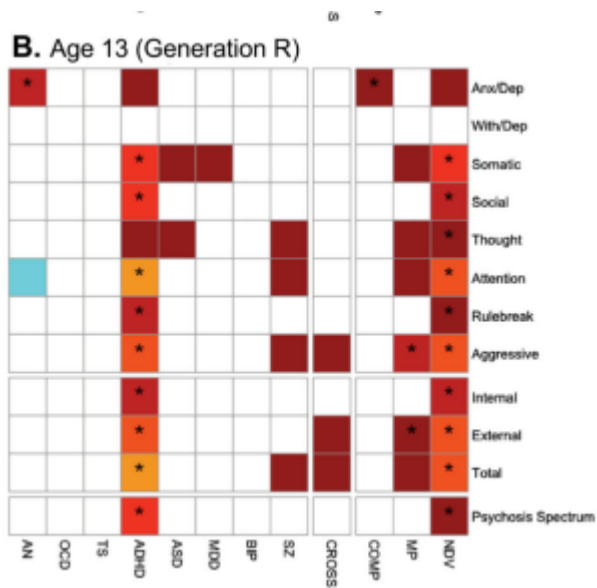 B. Age 13 (Generation R)
* * Anx/Dep
With/Dep
* * Somatic
* * Social
* Thought
* * Attention
* * Rulebreak
* * * Aggressive
* * Internal
* * * External
* * Total
* * Psychosis Spectrum
AN OCD TS ADHD ASD MDD BIP SZ CROSS COMP MP NDV